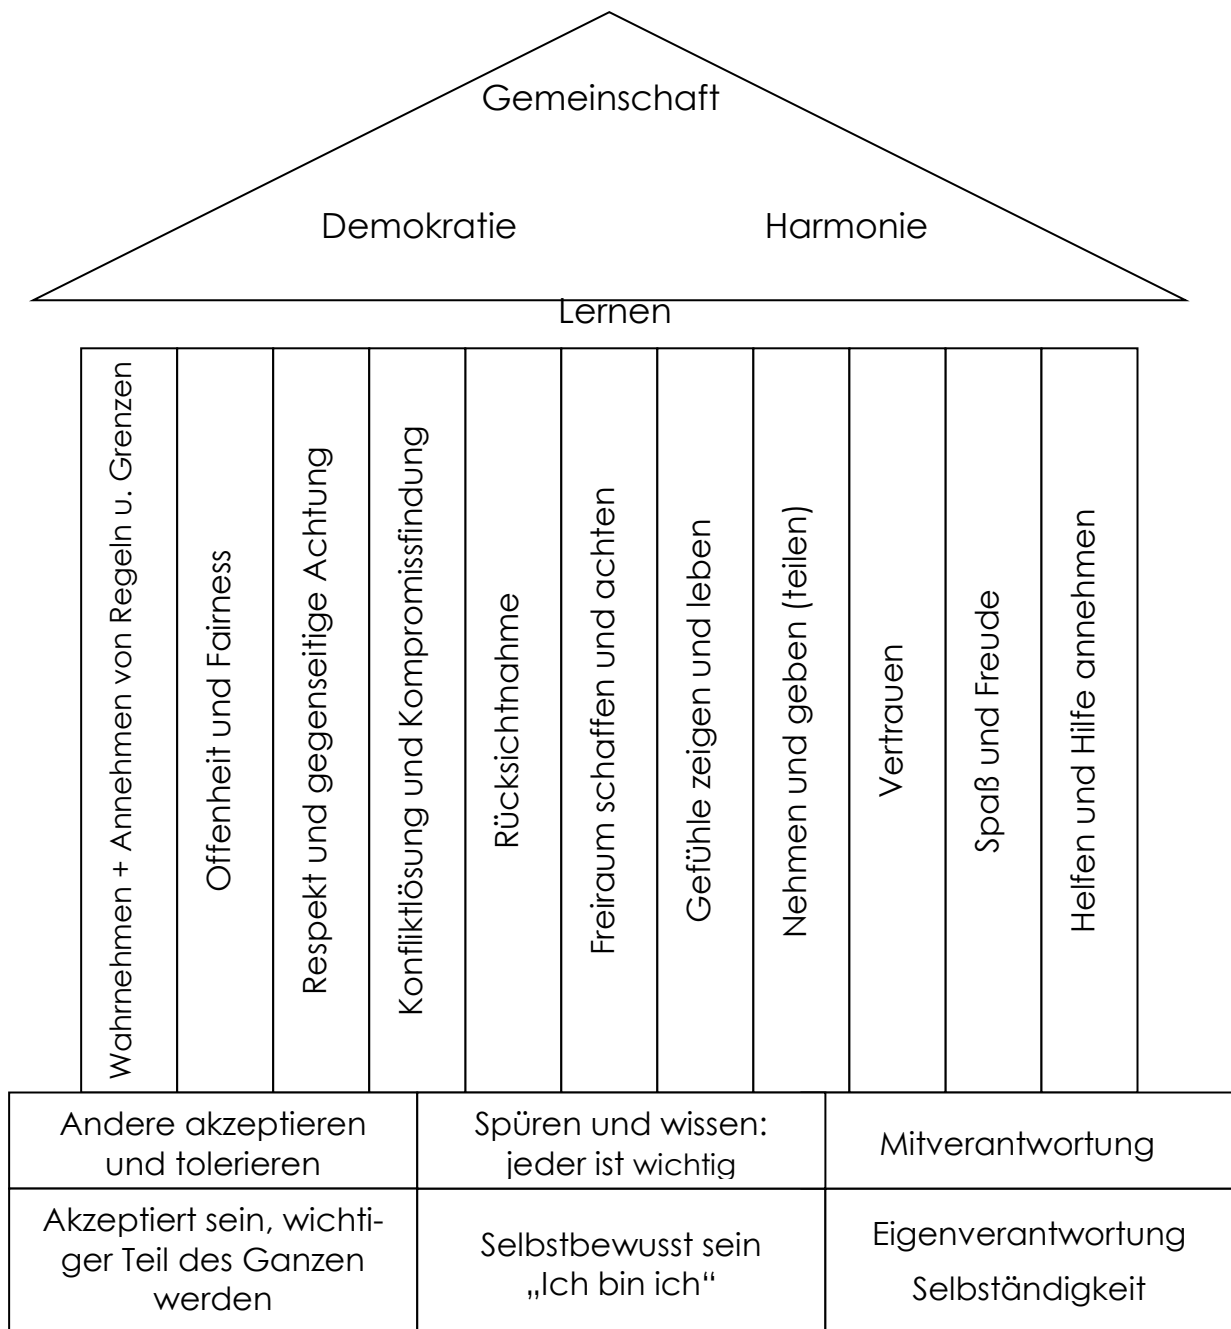 Gemeinschaft
Demokratie Harmonie
Lernen
Wahrnehmen + Annehmen von Regeln u. Grenzen
Offenheit und Fairness
Respekt und gegenseitige Achtung
Konfliktlösung und Kompromissfindung
Rücksichtnahme
Freiraum schaffen und achten
Gefühle zeigen und leben
Nehmen und geben (teilen)
Vertrauen
Spaß und Freude
Helfen und Hilfe annehmen
Andere akzeptieren
und tolerieren
Spüren und wissen:
jeder ist wichtig
Mitverantwortung
Akzeptiert sein, wichti-
ger Teil des Ganzen
werden
Selbstbewusst sein
„Ich bin ich“
Eigenverantwortung
Selbständigkeit